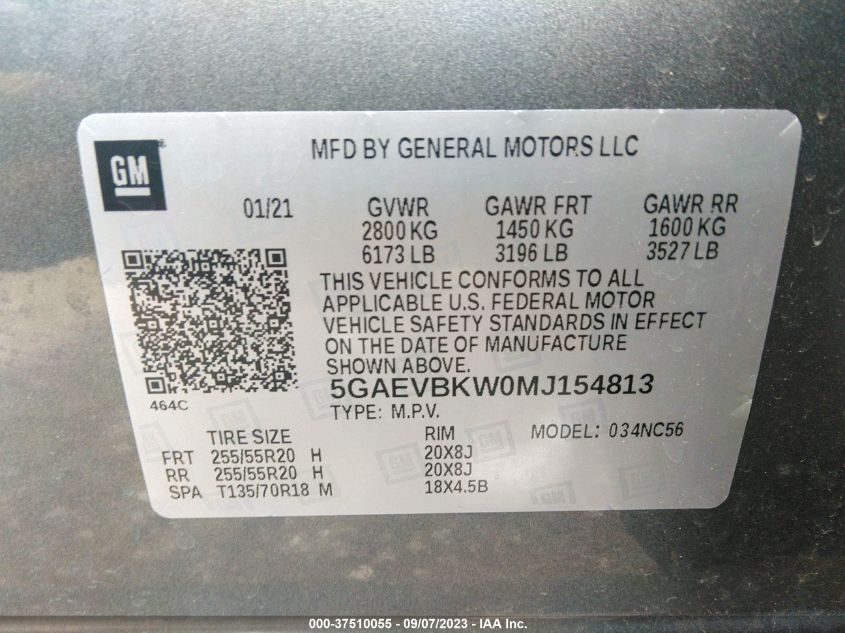 GM
MFD BY GENERAL MOTORS LLC
01/21 GVWR GAWR FRT GAWR RR
2800 KG 1450 KG 1600 KG
6173 LB 3196 LB 3527 LB
THIS VEHICLE CONFORMS TO ALL
APPLICABLE U.S. FEDERAL MOTOR
VEHICLE SAFETY STANDARDS IN EFFECT
ON THE DATE OF MANUFACTURE
SHOWN ABOVE.
5GAEVBKW0MJ154813
464C
TYPE: M.P.V.
TIRE SIZE RIM MODEL: 034NC56
FRT 255/55R20 H 20X8J
RR 255/55R20 H 20X8J
SPA T135/70R18 M 18X4.5B
000-37510055 - 09/07/2023 - IAA Inc.